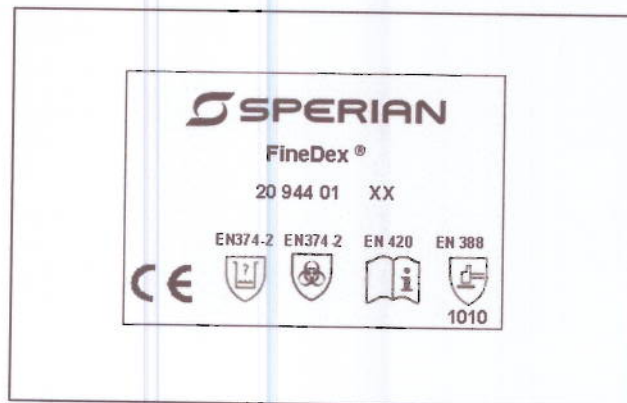 SPERIAN
FineDex ®
20 944 01 XX
EN374-2 EN374-2 EN 420 EN 388
? i
CE
1010